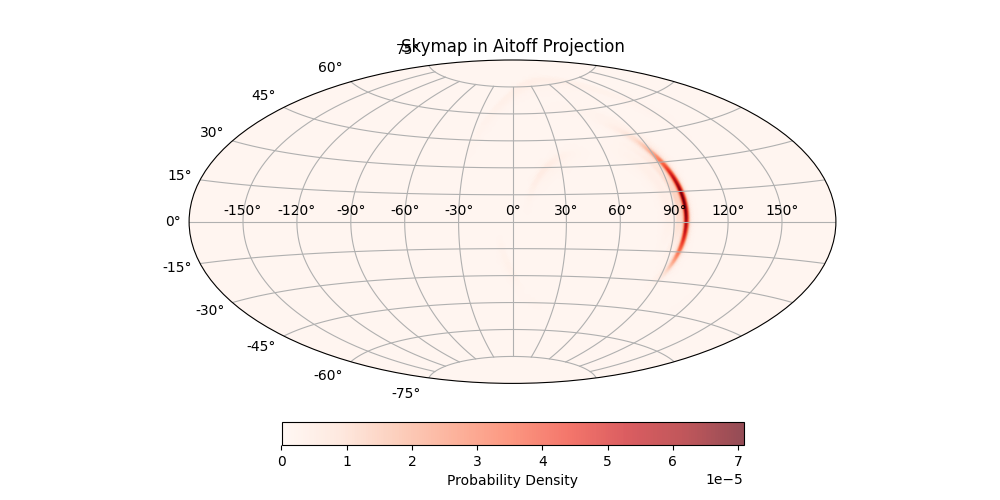 Skymap in Aitoff Projection
75°
60°
45°
30°
15°
-150° -120° -90° -60° -30° 0° 30° 60° 90° 120° 150°
0°
-15°
-30°
-45°
-60°
-75°
0 1 2 3 4 5 6 7
1e−5
Probability Density